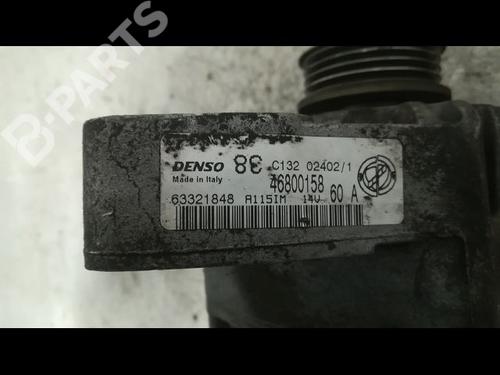 B-PARTS
DENSO 8E C132 02402/1
Made in Italy 46800158
63321848 A115IM 14V 60 A